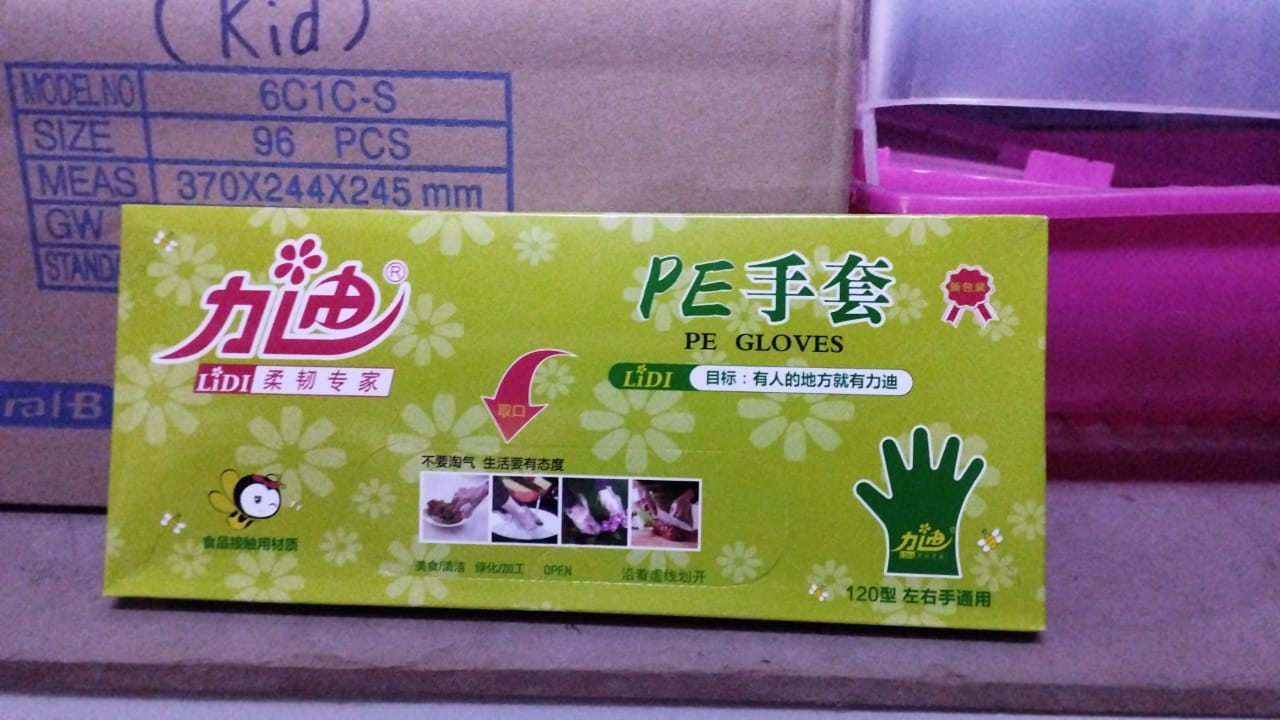 (Kid)
MODEL NO 6C1C-S
SIZE 96 PCS
MEAS 370X244X245 mm
GW
STAND
ral-B
力迪®
LiDI 柔韧专家
PE手套
PE GLOVES
新包装
LiDI 目标：有人的地方就有力迪
取口
不要淘气 生活要有态度
美食/清洁 绿化/加工 OPEN 沿着虚线划开
食品接触用材质
力迪
120型 左右手通用